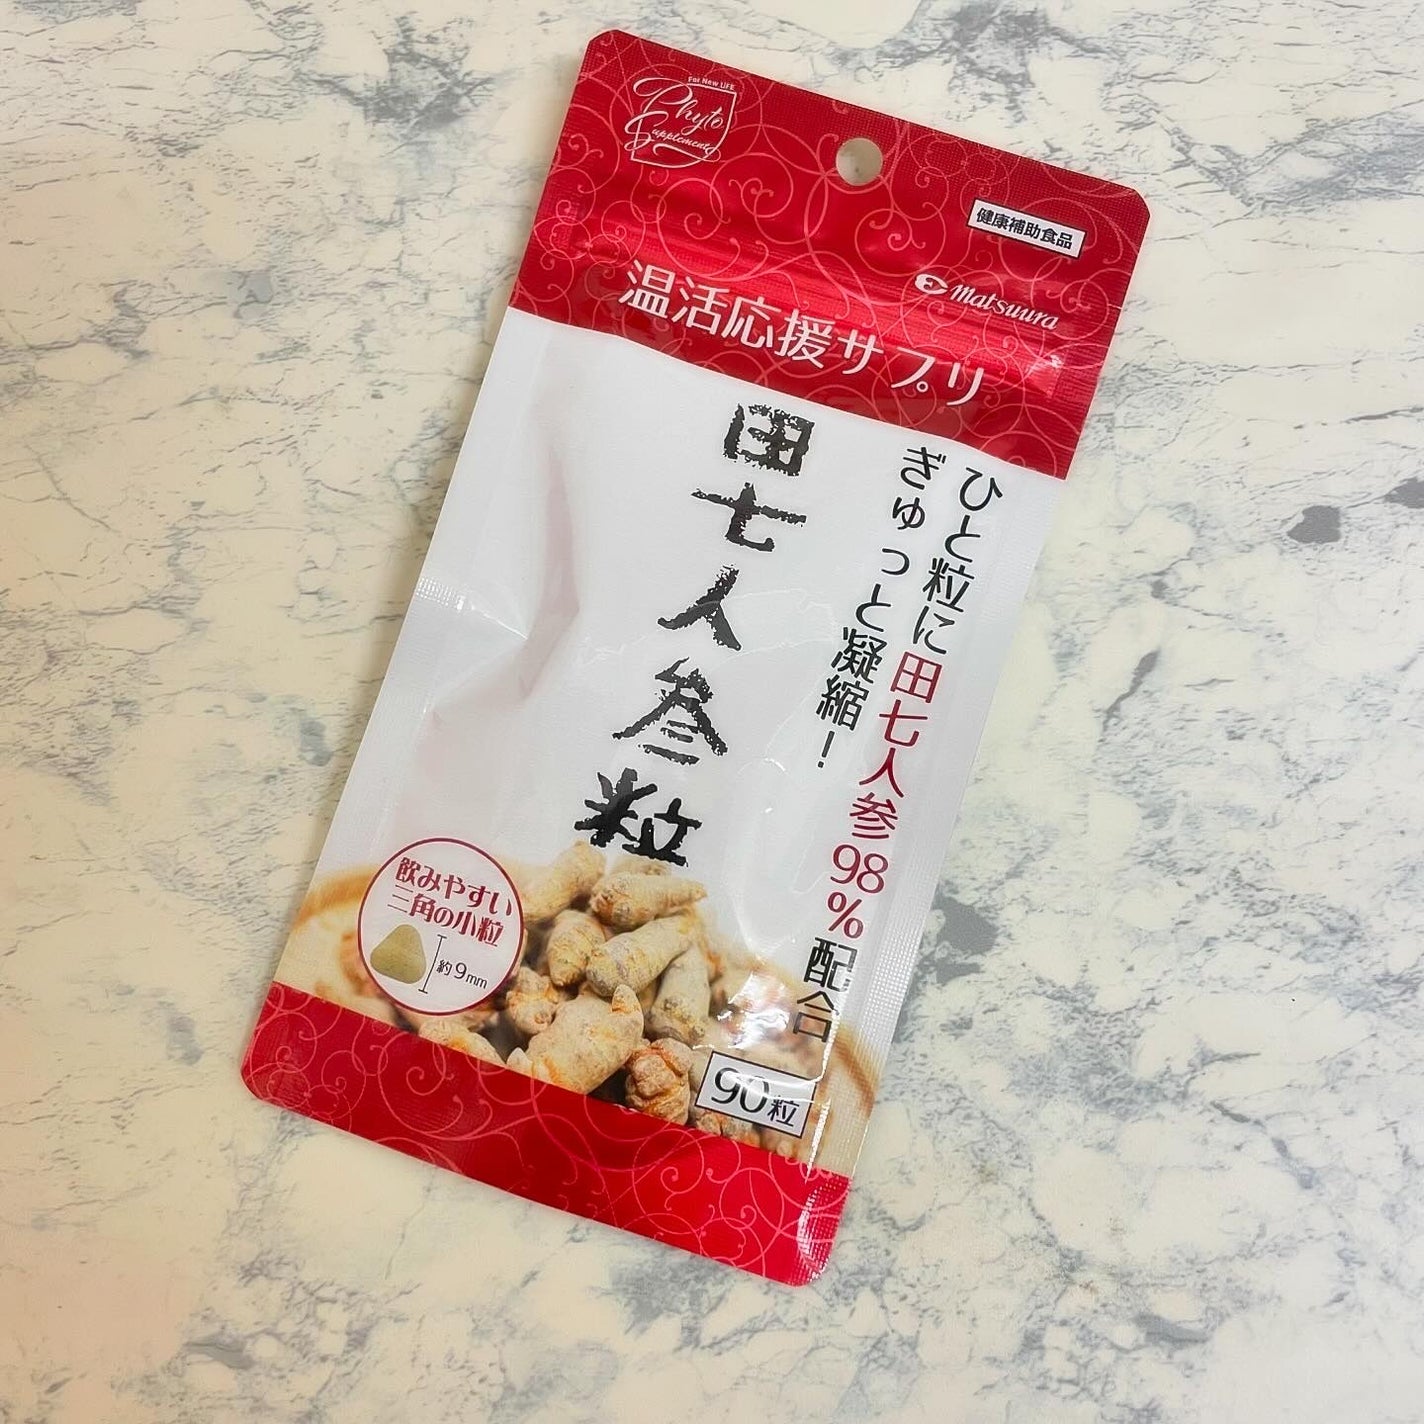 For New LIFE
Phyto
Supplements
健康補助食品
matsuura
温活応援サプリ
ひと粒に田七人参98%配合
ぎゅっと凝縮!
田七人参粒
飲みやすい
三角の小粒
約9mm
90粒